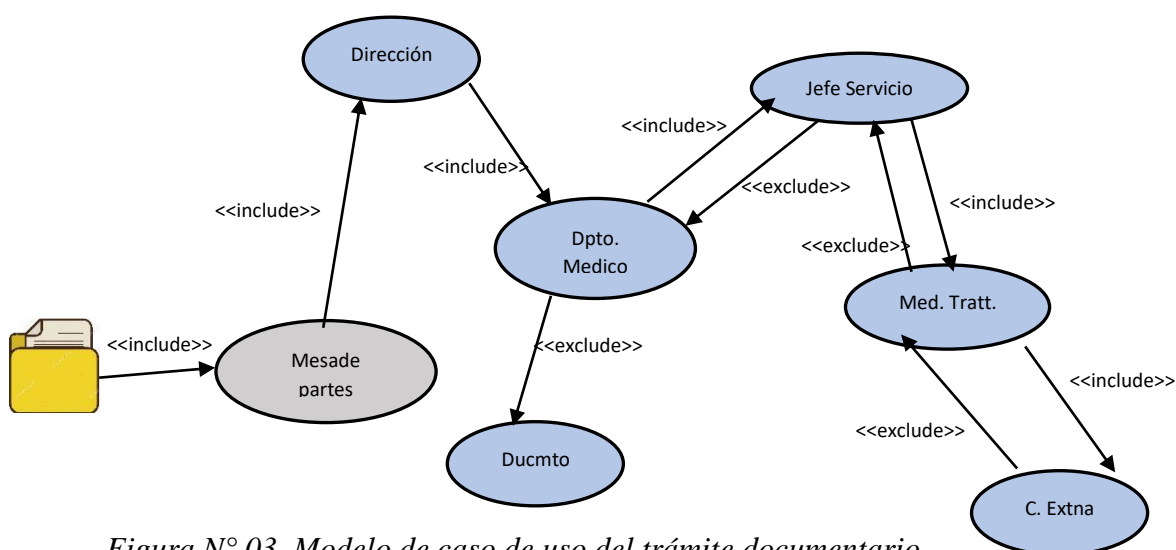 Dirección
Jefe Servicio
<<include>>
<<include>>
<<exclude>>
<<include>>
<<include>>
Dpto.
Medico
<<exclude>>
Med. Tratt.
<<include>>
Mesade
partes
<<exclude>>
<<include>>
<<exclude>>
Ducmto
C. Extna
Figura N° 03. Modelo de caso de uso del trámite documentario